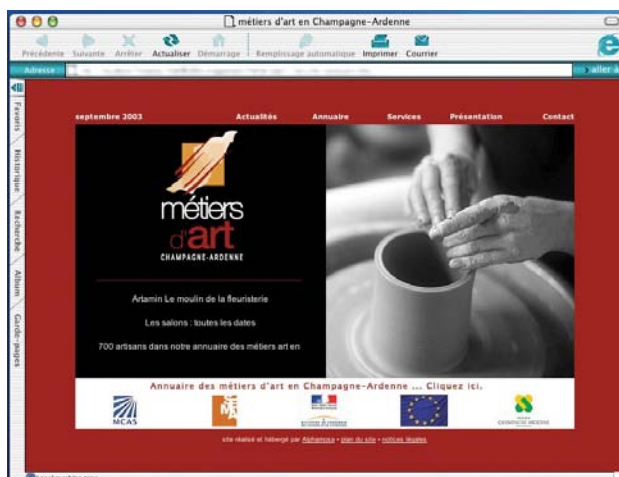 métiers d'art en Champagne-Ardenne
Précédente Suivante Arrêter Actualiser Démarrage Remplissage automatique Imprimer Courrier
Adresse
aller à
Favoris
Historique
Recherche
Album
Garde-pages
septembre 2003 Actualités Annuaire Services Présentation Contact
métiers
d'art
CHAMPAGNE-ARDENNE
Artamin Le moulin de la fleuristerie
Les salons : toutes les dates
700 artisans dans notre annuaire des métiers art en
Annuaire des métiers d'art en Champagne-Ardenne ... Cliquez ici.
MCAS
CHAMPAGNE ARDENNE
site réalisé et hébergé par Alphamosa • plan du site • notices légales